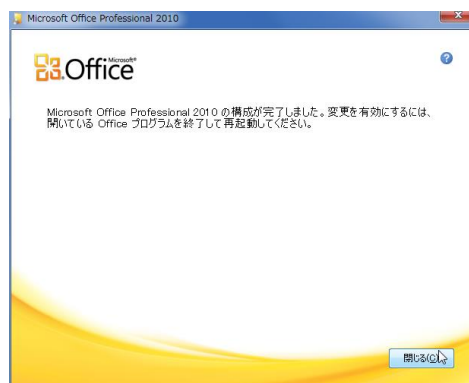 Microsoft Office Professional 2010
Microsoft®
Office
Microsoft Office Professional 2010 の構成が完了しました。変更を有効にするには、
開いている Office プログラムを終了して再起動してください。
閉じる(C)